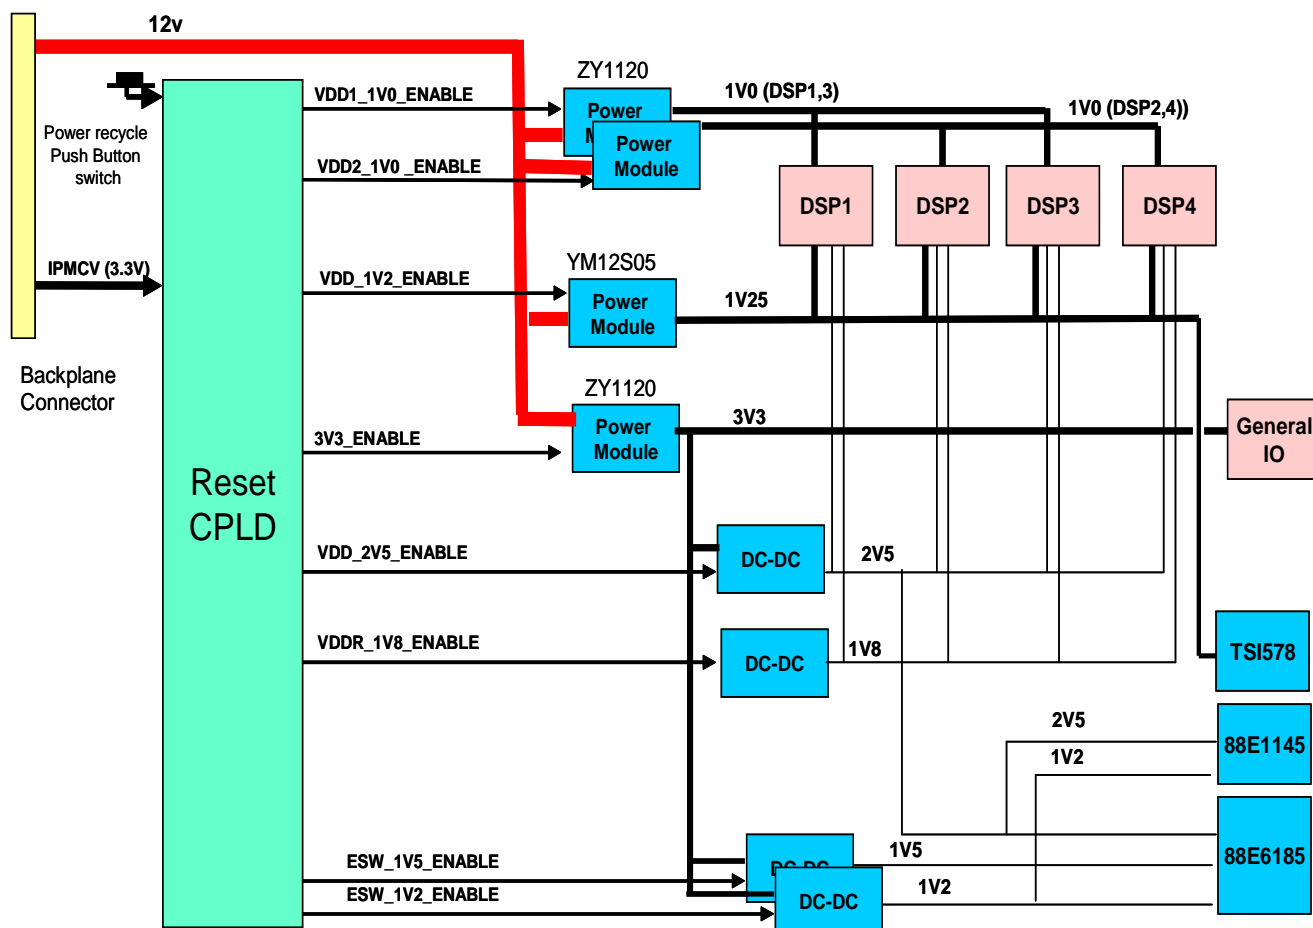 12v
ZY1120
VDD1_1V0_ENABLE
Power
1V0 (DSP1,3)
1V0 (DSP2,4))
Power recycle
Push Button
switch
Power
Module
VDD2_1V0 _ENABLE
DSP1
DSP2
DSP3
DSP4
IPMCV (3.3V)
VDD_1V2_ENABLE
YM12S05
Power
Module
1V25
Backplane
Connector
ZY1120
3V3_ENABLE
Power
Module
3V3
General
IO
Reset
CPLD
VDD_2V5_ENABLE
DC-DC
2V5
VDDR_1V8_ENABLE
DC-DC
1V8
TSI578
2V5
88E1145
1V2
ESW_1V5_ENABLE
DC-DC
1V5
88E6185
ESW_1V2_ENABLE
DC-DC
1V2